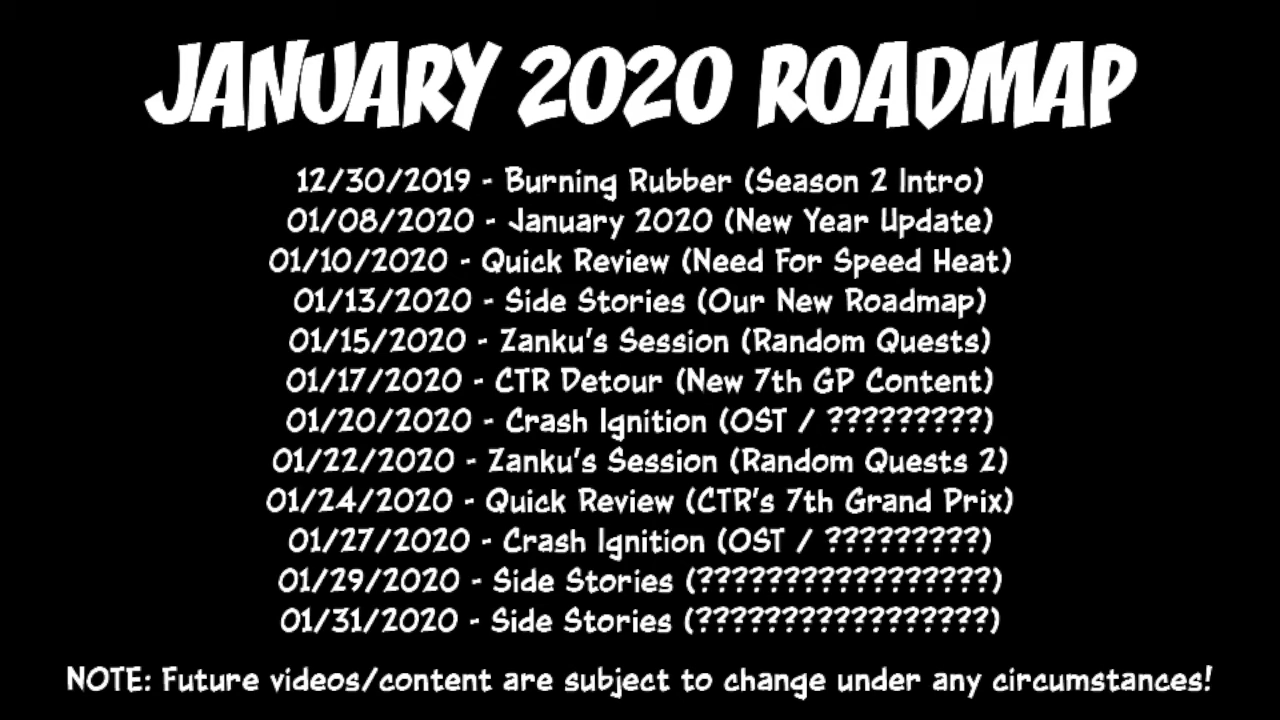 JANUARY 2020 ROADMAP
12/30/2019 - Burning Rubber (Season 2 Intro)
01/08/2020 - January 2020 (New Year Update)
01/10/2020 - Quick Review (Need For Speed Heat)
01/13/2020 - Side Stories (Our New Roadmap)
01/15/2020 - Zanku's Session (Random Quests)
01/17/2020 - CTR Detour (New 7th GP Content)
01/20/2020 - Crash Ignition (OST / ?????????)
01/22/2020 - Zanku's Session (Random Quests 2)
01/24/2020 - Quick Review (CTR's 7th Grand Prix)
01/27/2020 - Crash Ignition (OST / ?????????)
01/29/2020 - Side Stories (?????????????????)
01/31/2020 - Side Stories (?????????????????)
NOTE: Future videos/content are subject to change under any circumstances!